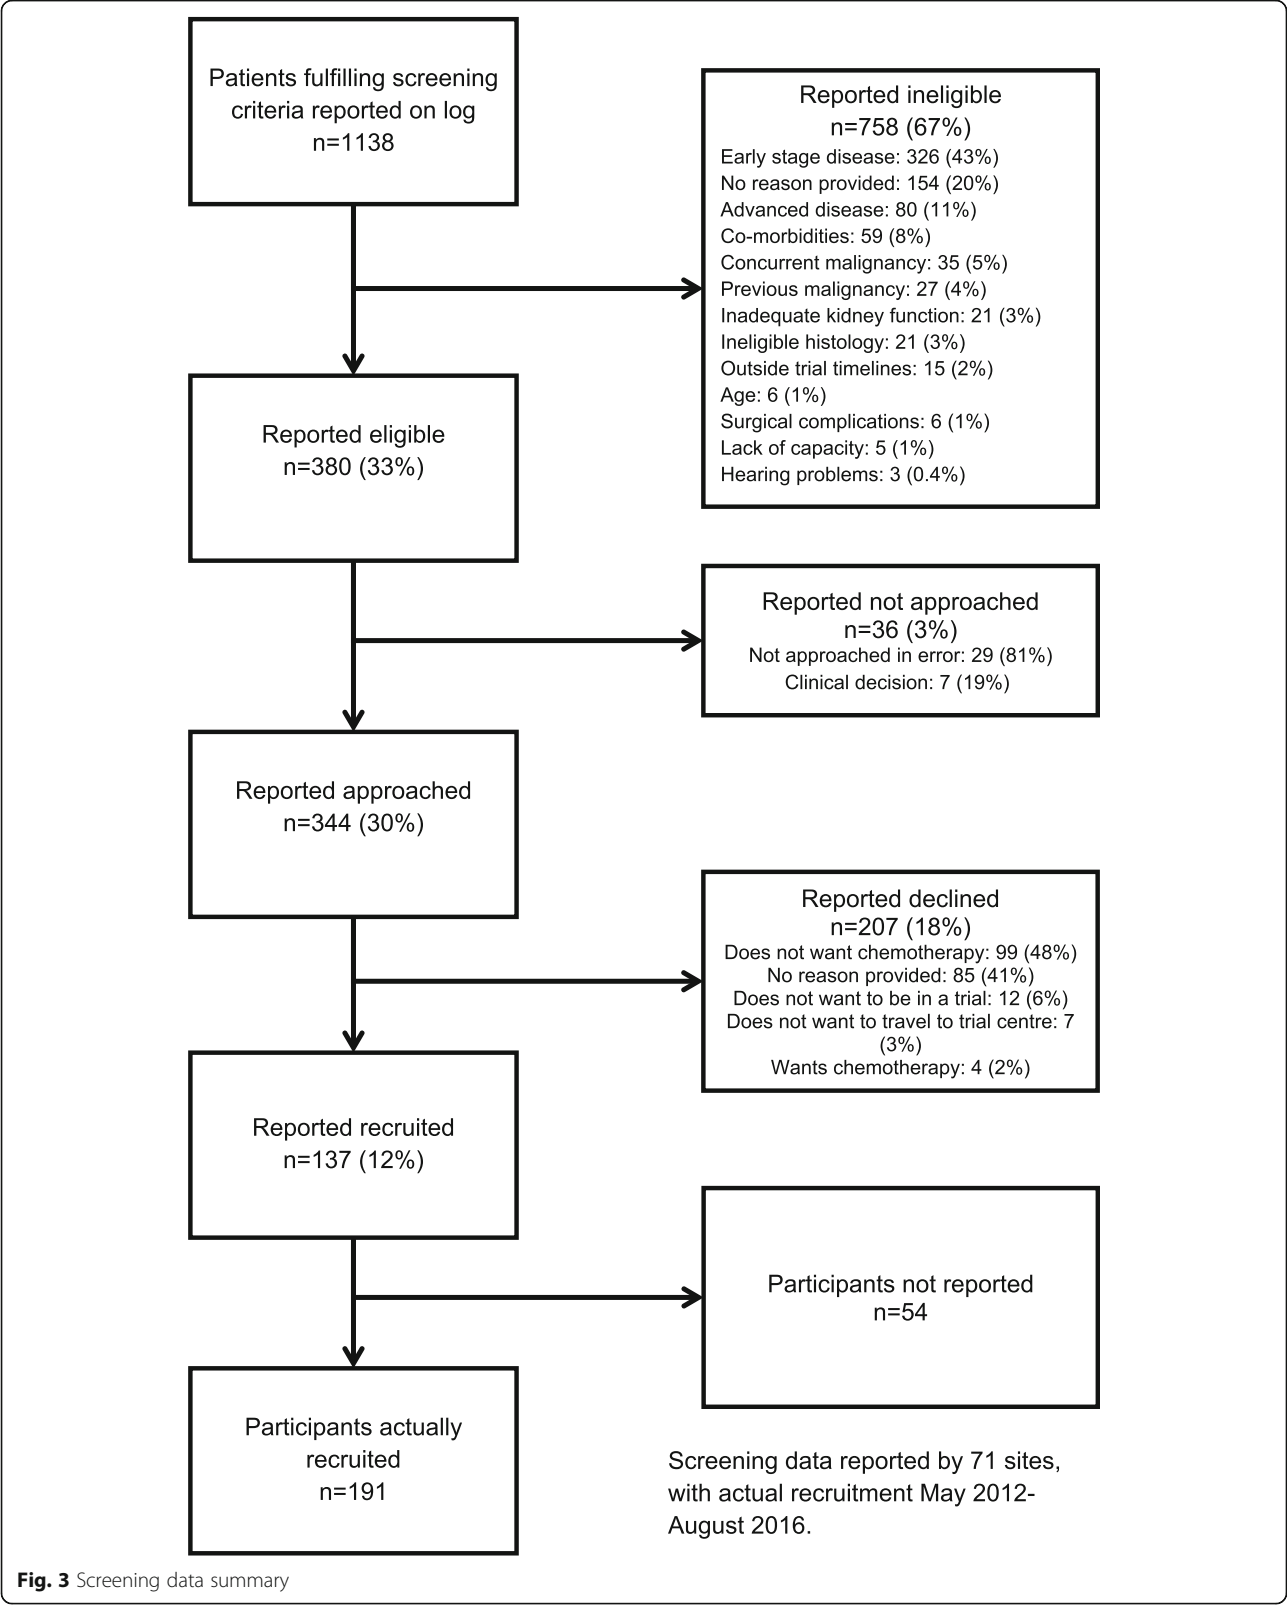 Patients fulfilling screening
criteria reported on log
n=1138
Reported ineligible
n=758 (67%)
Early stage disease: 326 (43%)
No reason provided: 154 (20%)
Advanced disease: 80 (11%)
Co-morbidities: 59 (8%)
Concurrent malignancy: 35 (5%)
Previous malignancy: 27 (4%)
Inadequate kidney function: 21 (3%)
Ineligible histology: 21 (3%)
Outside trial timelines: 15 (2%)
Age: 6 (1%)
Surgical complications: 6 (1%)
Lack of capacity: 5 (1%)
Hearing problems: 3 (0.4%)
Reported eligible
n=380 (33%)
Reported not approached
n=36 (3%)
Not approached in error: 29 (81%)
Clinical decision: 7 (19%)
Reported approached
n=344 (30%)
Reported declined
n=207 (18%)
Does not want chemotherapy: 99 (48%)
No reason provided: 85 (41%)
Does not want to be in a trial: 12 (6%)
Does not want to travel to trial centre: 7
(3%)
Wants chemotherapy: 4 (2%)
Reported recruited
n=137 (12%)
Participants not reported
n=54
Participants actually
recruited
n=191
Screening data reported by 71 sites,
with actual recruitment May 2012-
August 2016.
Fig. 3 Screening data summary